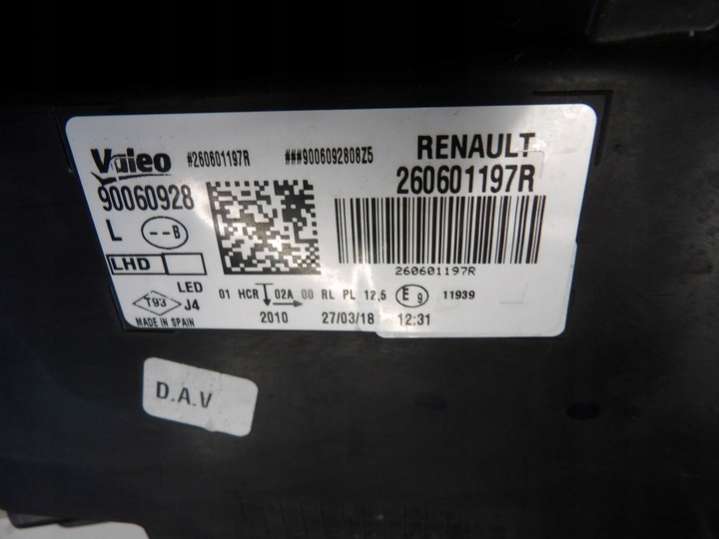 Valeo #260601197R ###9006092808Z5 RENAULT
90060928 260601197R
L --B
LHD 260601197R
LED 01 HCR 02A 00 RL PL 12,5 E9 11939
T93 J4
MADE IN SPAIN 2010 27/03/18 12:31
D.A.V